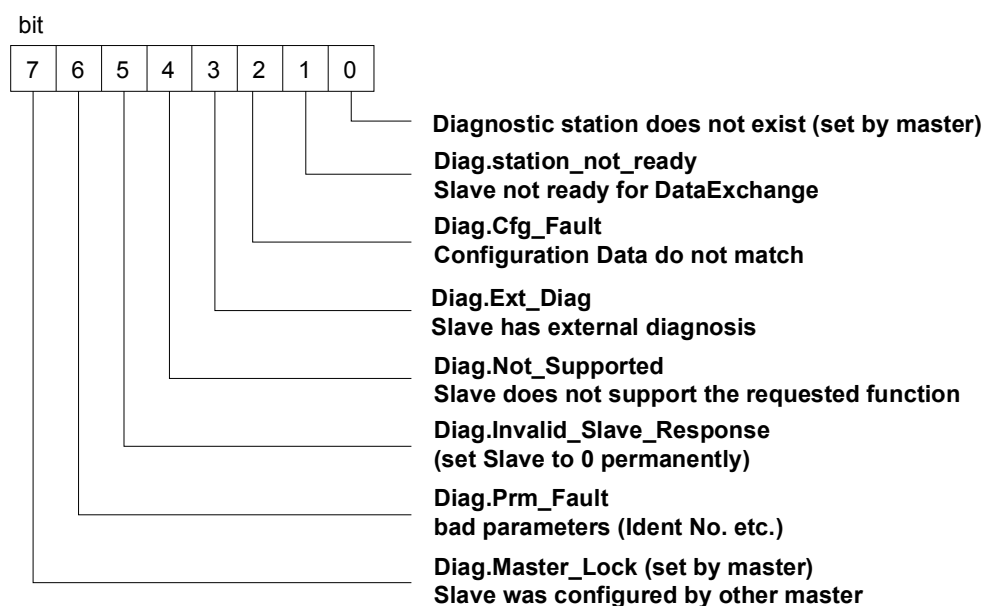 bit
7 6 5 4 3 2 1 0
Diagnostic station does not exist (set by master)
Diag.station_not_ready
Slave not ready for DataExchange
Diag.Cfg_Fault
Configuration Data do not match
Diag.Ext_Diag
Slave has external diagnosis
Diag.Not_Supported
Slave does not support the requested function
Diag.Invalid_Slave_Response
(set Slave to 0 permanently)
Diag.Prm_Fault
bad parameters (Ident No. etc.)
Diag.Master_Lock (set by master)
Slave was configured by other master